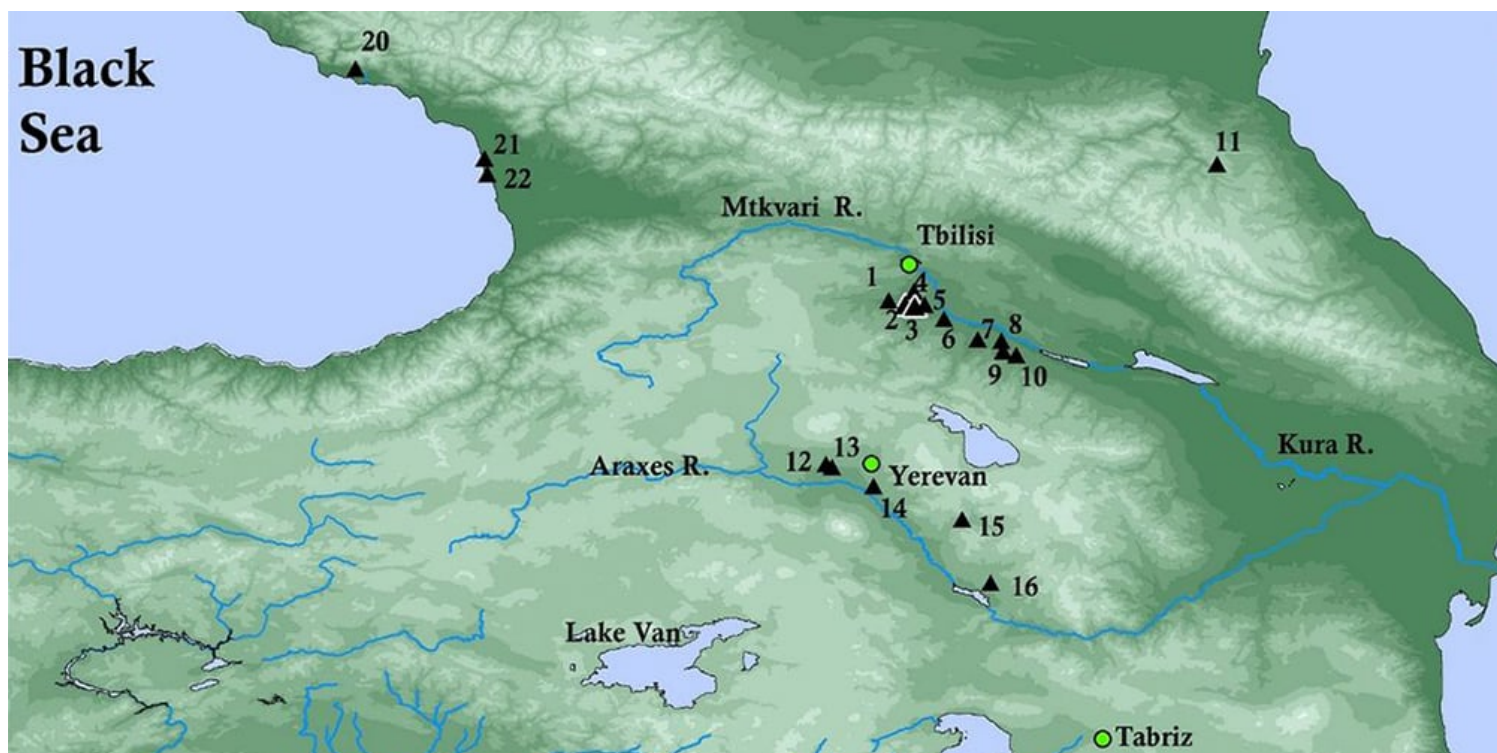 Black
Sea
20
21
22
11
Mtkvari R.
Tbilisi
1
4
2
3
5
6
7
8
9
10
12
13
Araxes R.
Yerevan
14
Kura R.
15
16
Lake Van
Tabriz